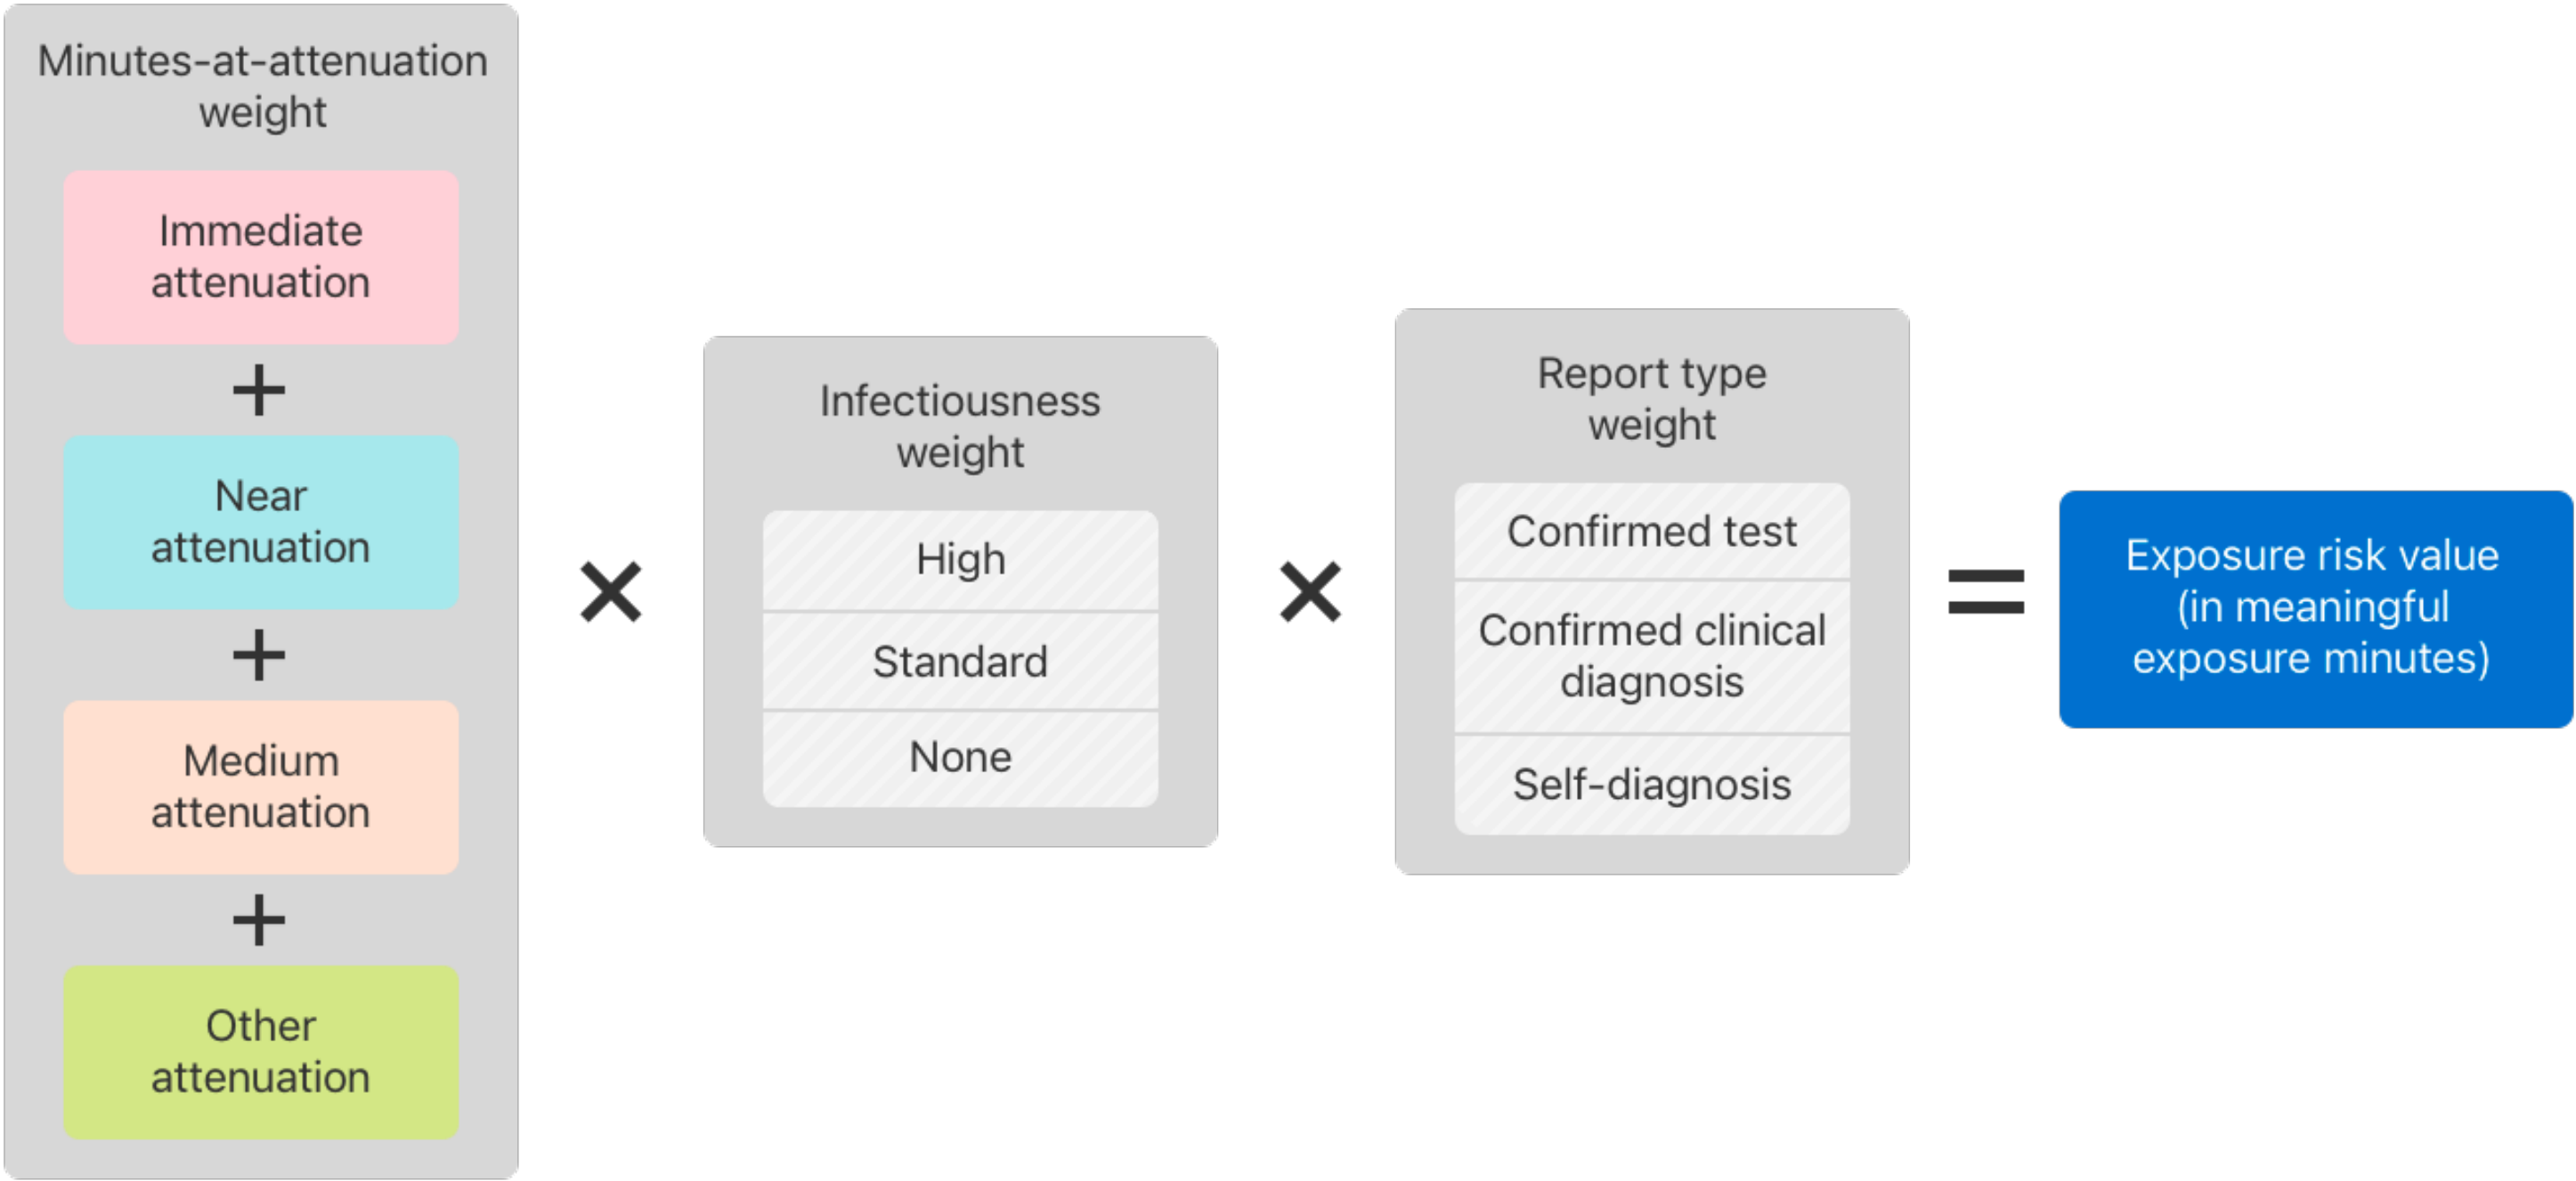 Minutes-at-attenuation
weight
Immediate
attenuation
+
Near
attenuation
+
Medium
attenuation
+
Other
attenuation
×
Infectiousness
weight
High
Standard
None
×
Report type
weight
Confirmed test
Confirmed clinical
diagnosis
Self-diagnosis
=
Exposure risk value
(in meaningful
exposure minutes)